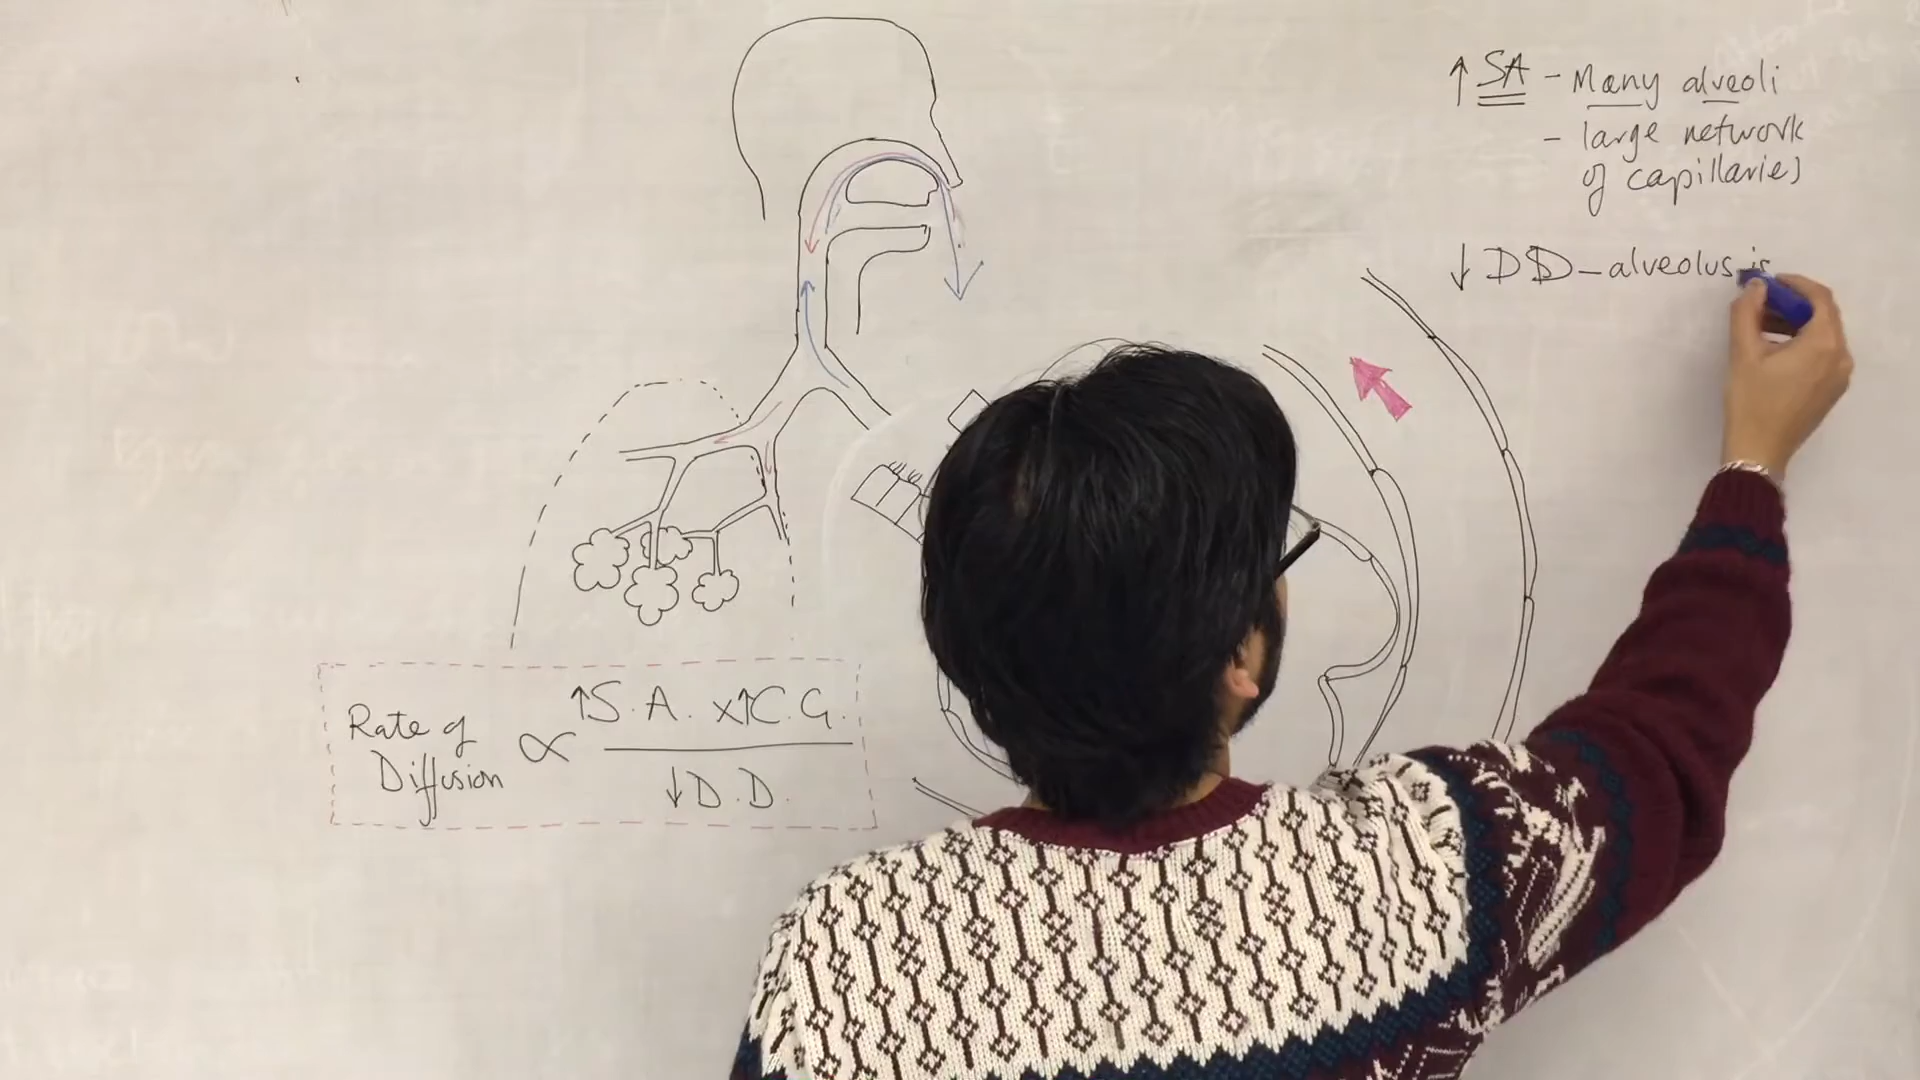 ↑ SA - Many alveoli
- large network
of capillaries
↓ DD - alveolus is
Rate of
Diffusion ∝ ↑S.A. x ↑C.G.
↓D.D.